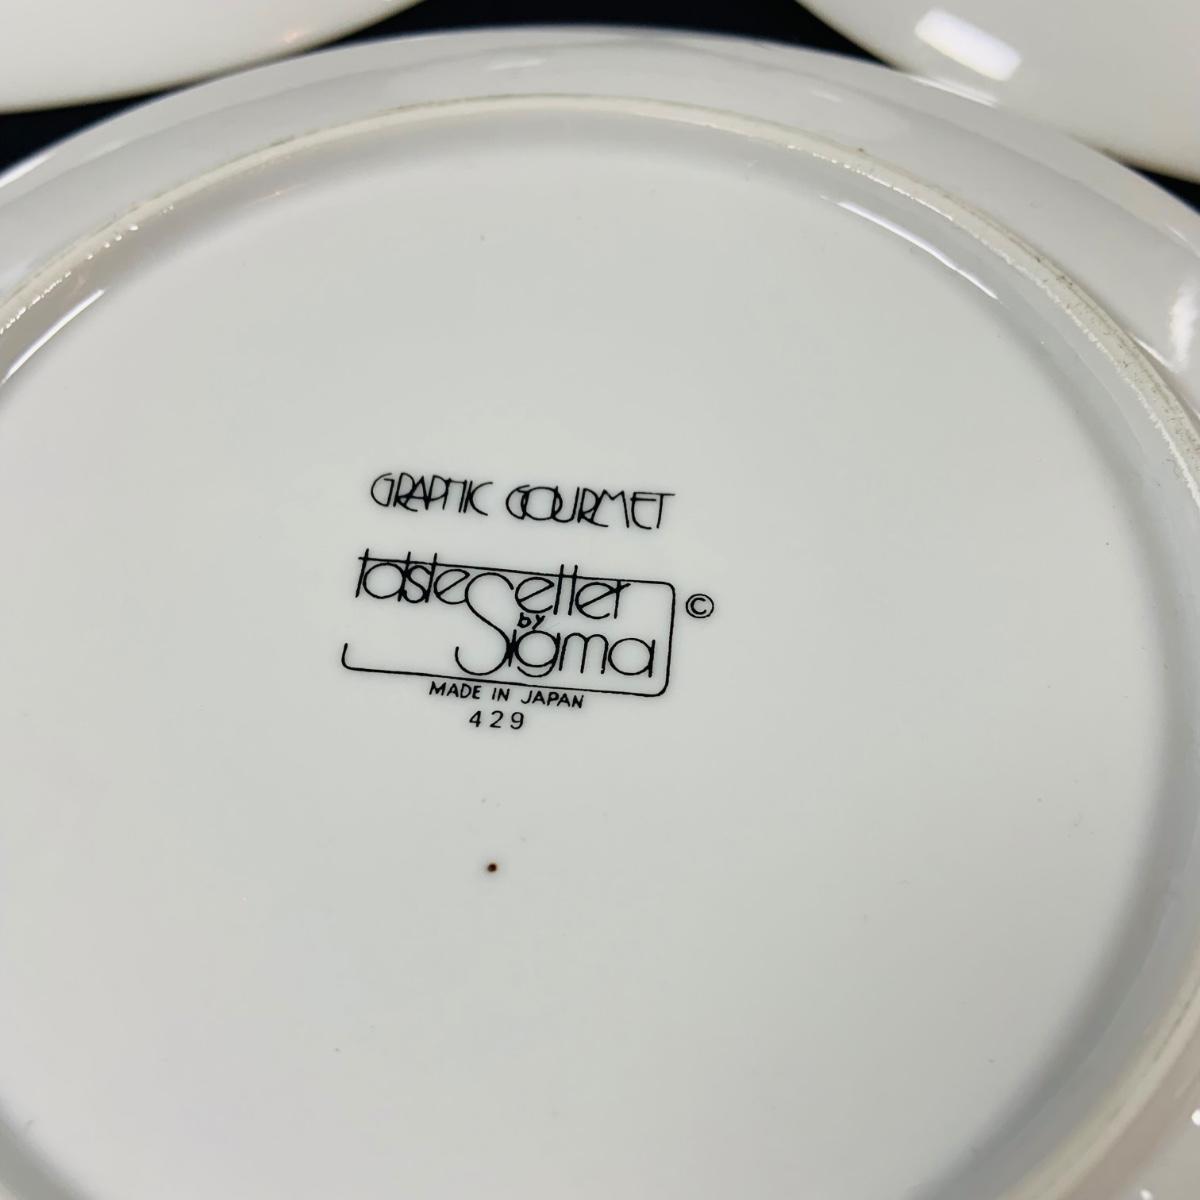 GRAPHIC GOURMET
tasteSetter ©
by
Sigma
MADE IN JAPAN
429